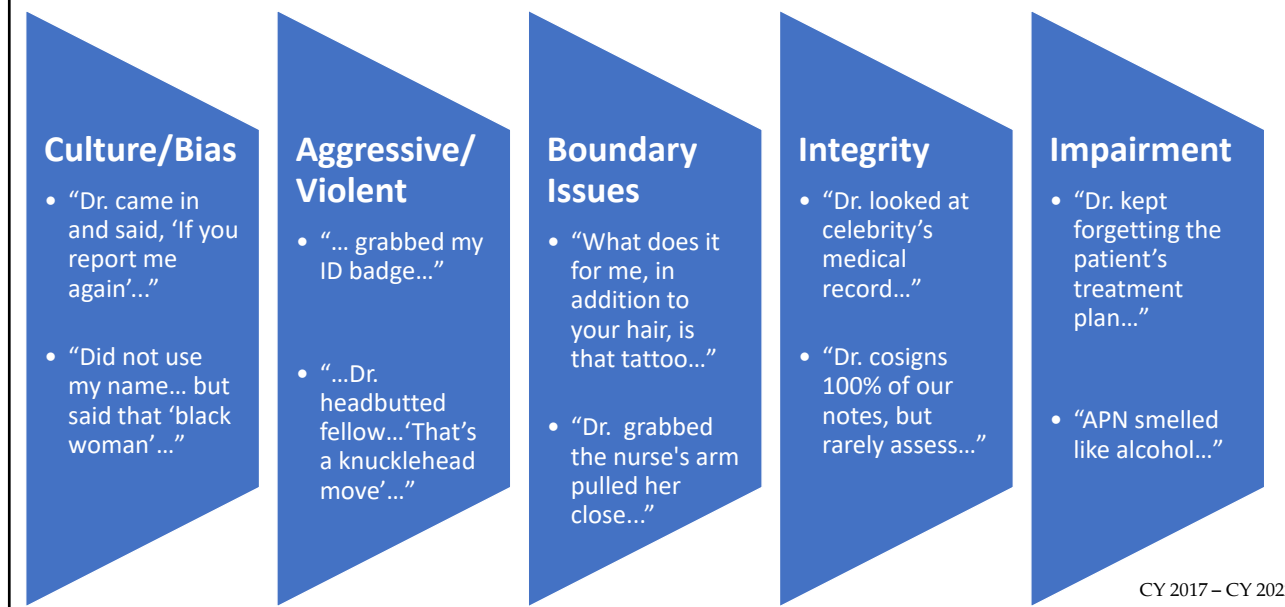 Culture/Bias
• “Dr. came in
and said, ‘If you
report me
again’...”
• “Did not use
my name... but
said that ‘black
woman’...”
Aggressive/
Violent
• “... grabbed my
ID badge...”
• “...Dr.
headbutted
fellow...‘That’s
a knucklehead
move’...”
Boundary
Issues
• “What does it
for me, in
addition to
your hair, is
that tattoo...”
• “Dr. grabbed
the nurse's arm
pulled her
close...”
Integrity
• “Dr. looked at
celebrity’s
medical
record...”
• “Dr. cosigns
100% of our
notes, but
rarely assess...”
Impairment
• “Dr. kept
forgetting the
patient’s
treatment
plan...”
• “APN smelled
like alcohol...”
CY 2017 – CY 202